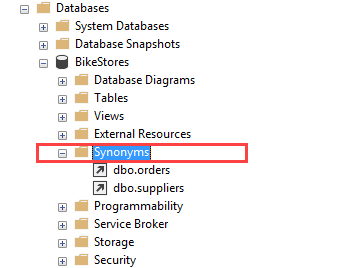 Databases
System Databases
Database Snapshots
BikeStores
Database Diagrams
Tables
Views
External Resources
Synonyms
dbo.orders
dbo.suppliers
Programmability
Service Broker
Storage
Security